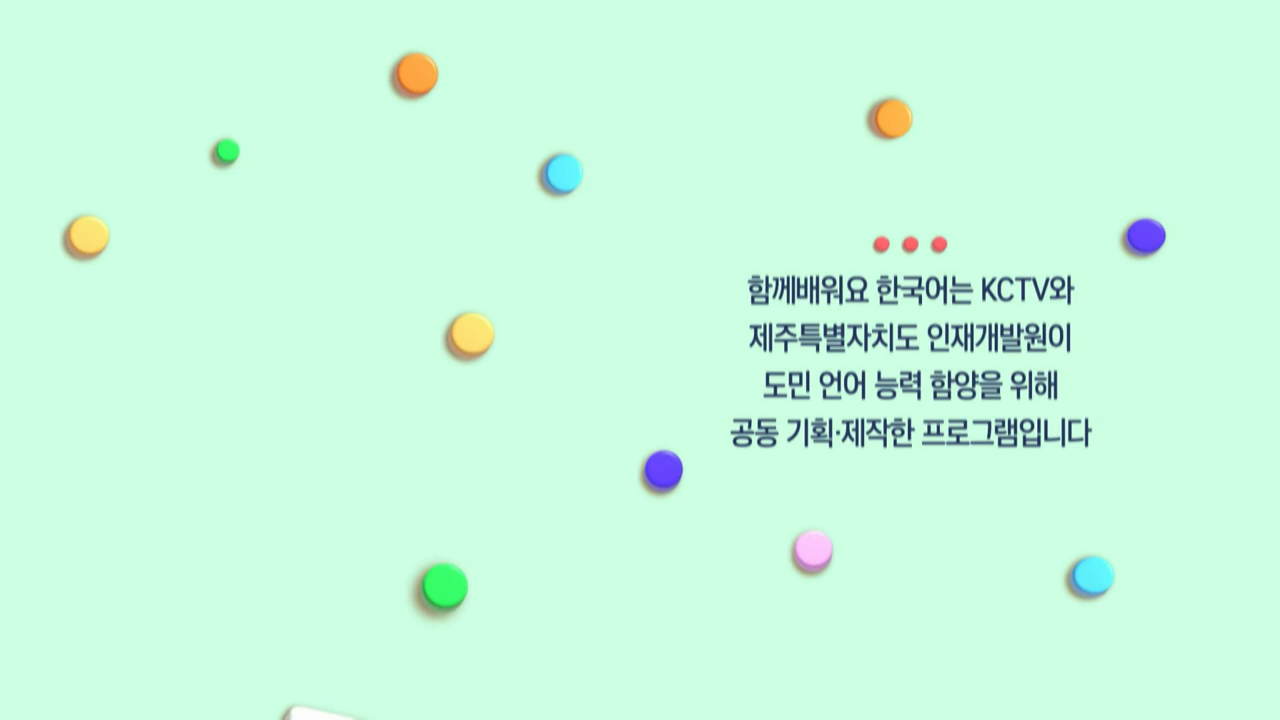 함께배워요 한국어는 KCTV와
제주특별자치도 인재개발원이
도민 언어 능력 함양을 위해
공동 기획·제작한 프로그램입니다